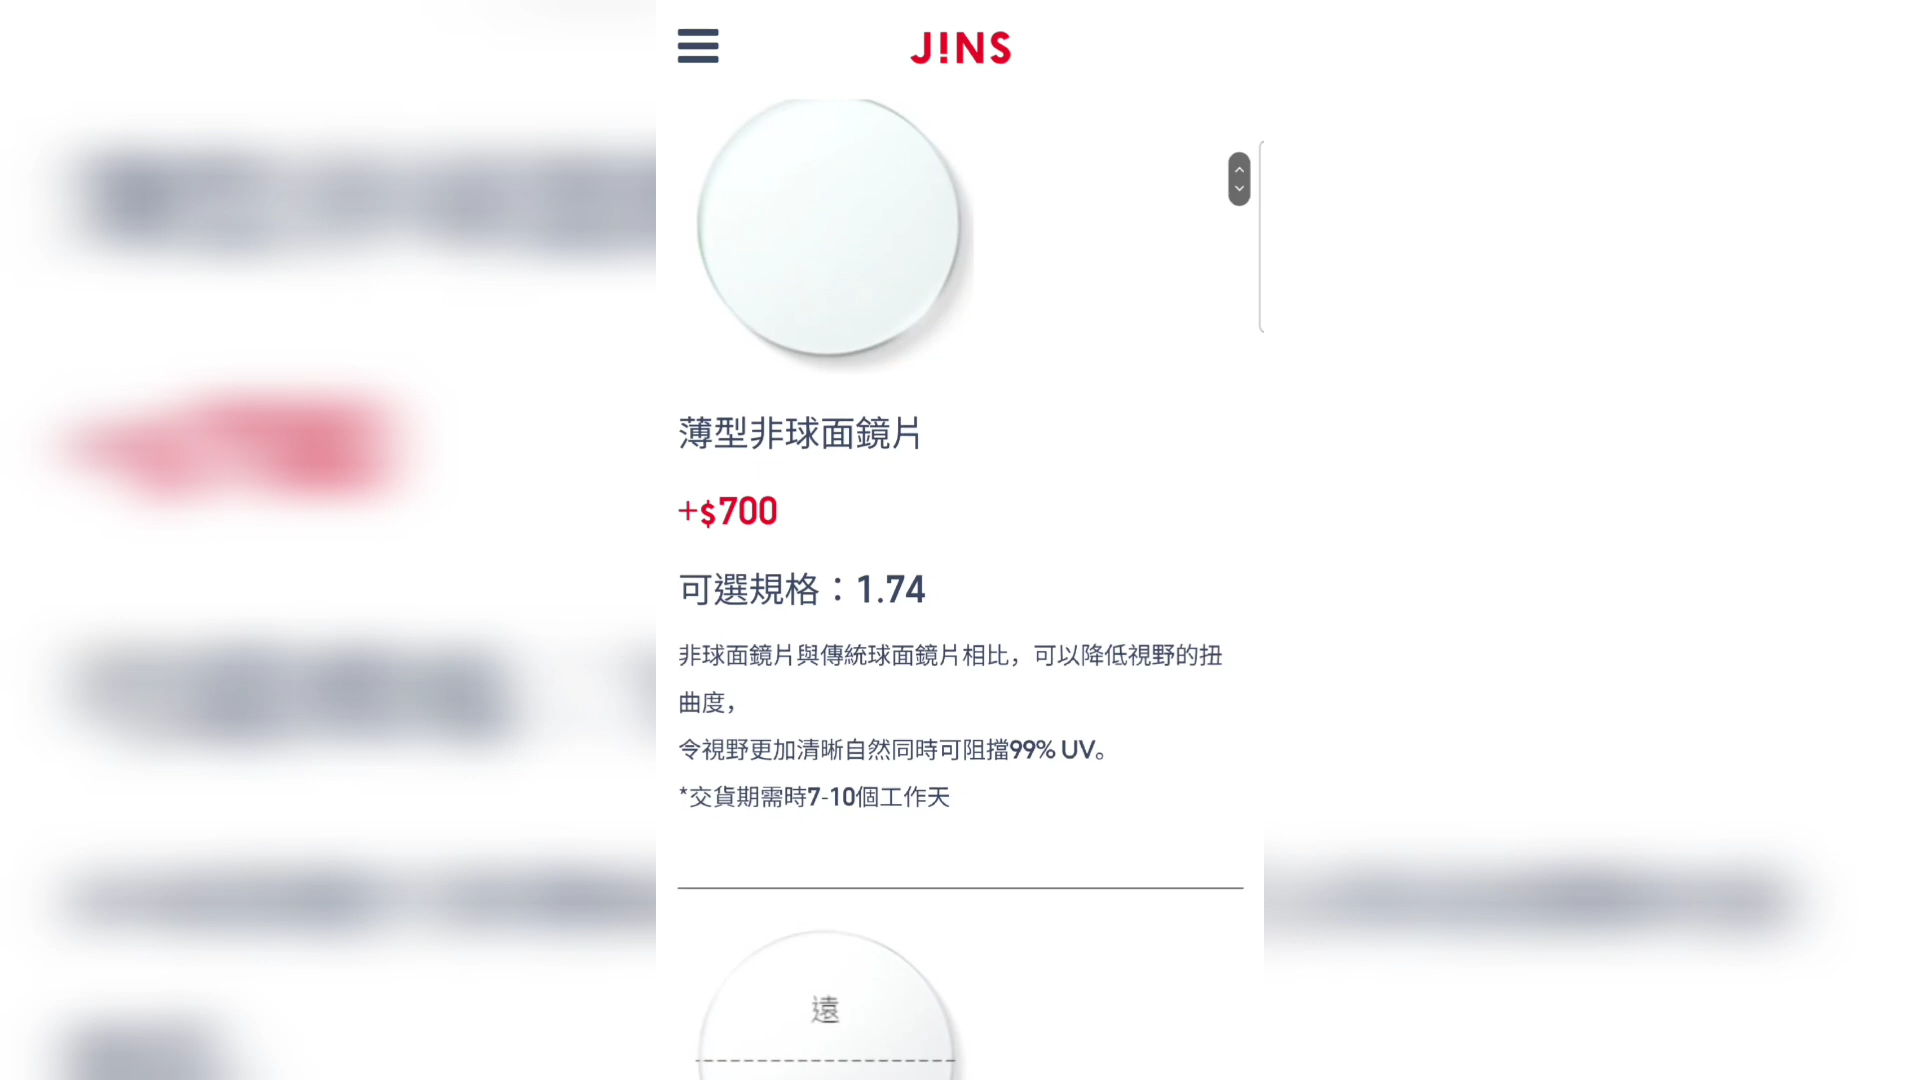 J!NS
薄型非球面鏡片
+$700
可選規格：1.74
非球面鏡片與傳統球面鏡片相比，可以降低視野的扭
曲度，
令視野更加清晰自然同時可阻擋99% UV。
*交貨期需時7-10個工作天
遠